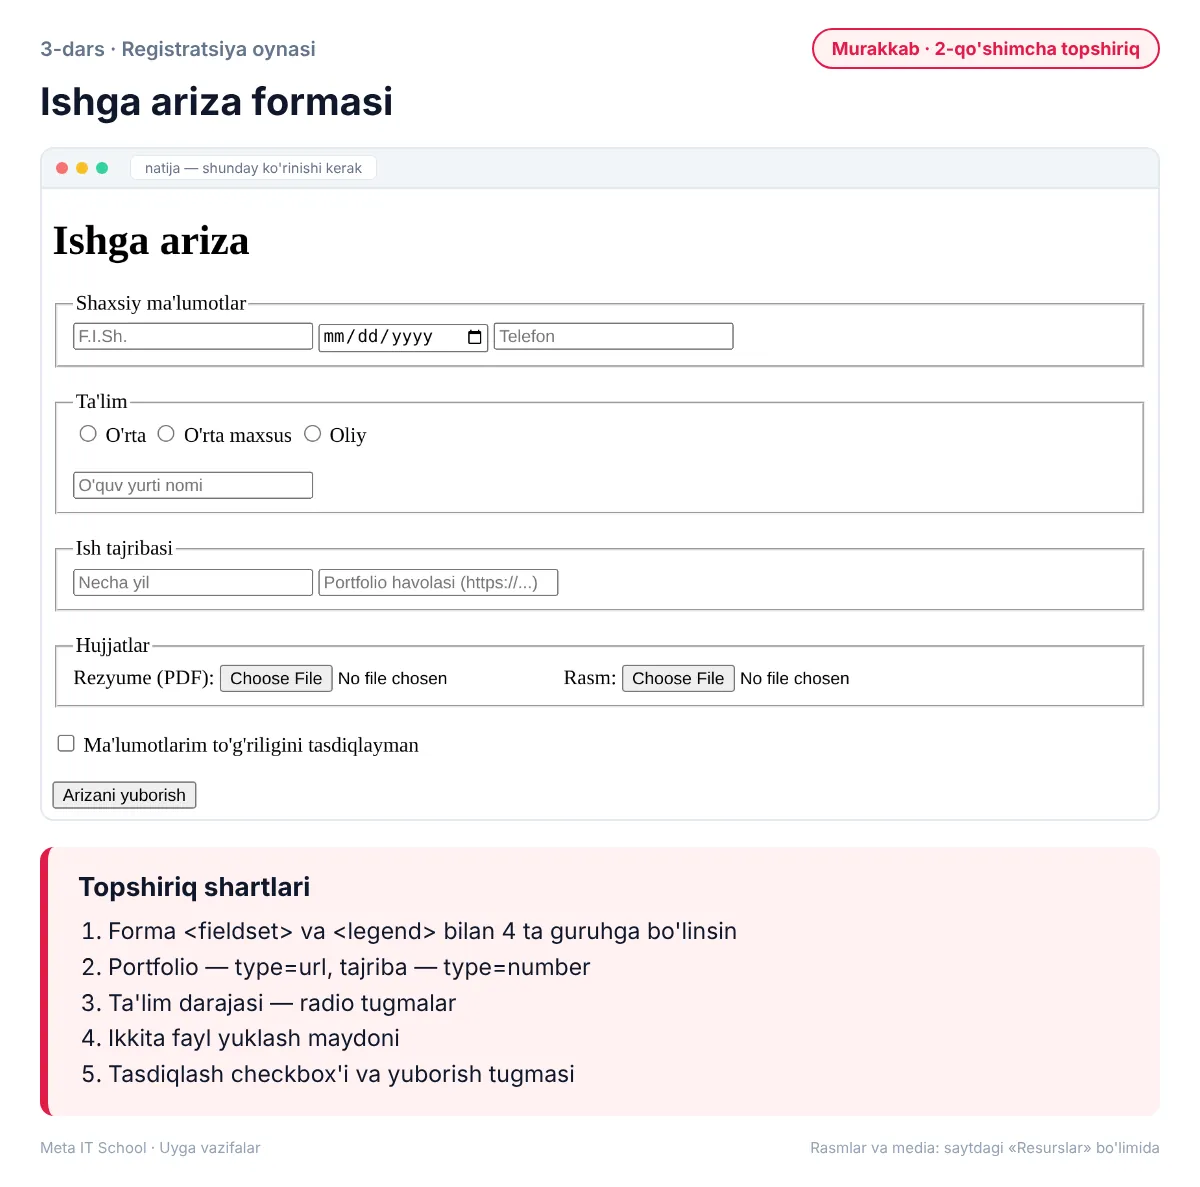 3-dars · Registratsiya oynasi
Murakkab · 2-qo'shimcha topshiriq
Ishga ariza formasi
natija — shunday ko'rinishi kerak
Ishga ariza
Shaxsiy ma'lumotlar
F.I.Sh. mm/dd/yyyy Telefon
Ta'lim
O'rta O'rta maxsus Oliy
O'quv yurti nomi
Ish tajribasi
Necha yil Portfolio havolasi (https://...)
Hujjatlar
Rezyume (PDF): Choose File No file chosen Rasm: Choose File No file chosen
Ma'lumotlarim to'g'riligini tasdiqlayman
Arizani yuborish
Topshiriq shartlari
1. Forma <fieldset> va <legend> bilan 4 ta guruhga bo'linsin
2. Portfolio — type=url, tajriba — type=number
3. Ta'lim darajasi — radio tugmalar
4. Ikkita fayl yuklash maydoni
5. Tasdiqlash checkbox'i va yuborish tugmasi
Meta IT School · Uyga vazifalar
Rasmlar va media: saytdagi «Resurslar» bo'limida